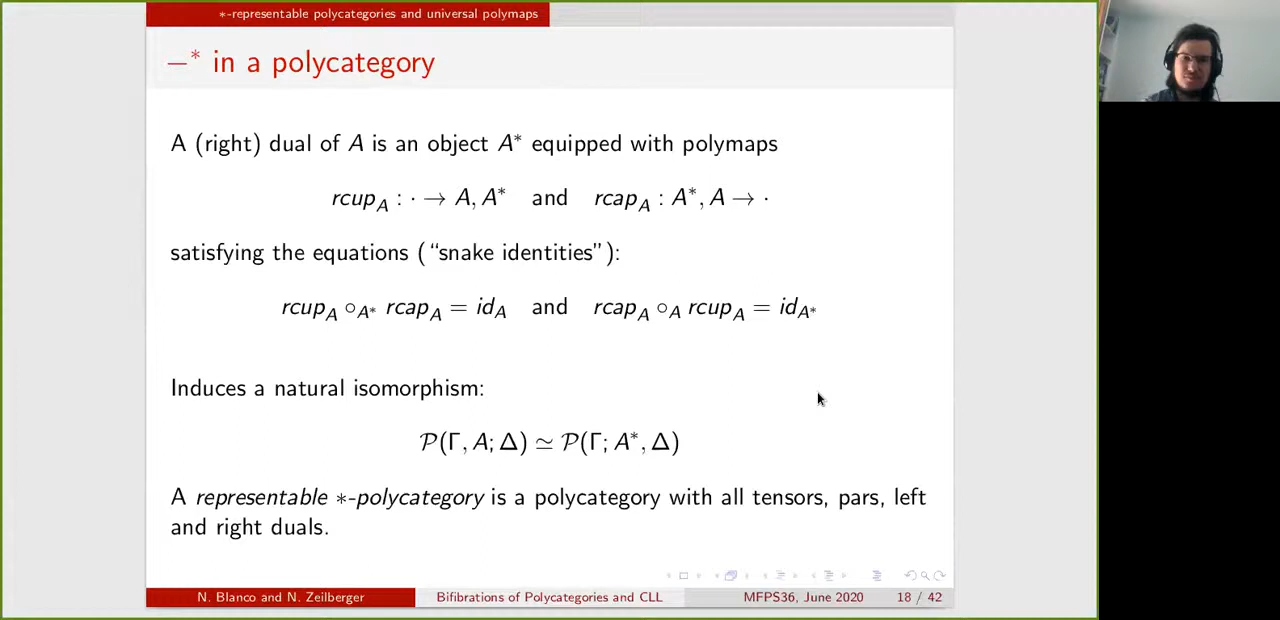 *-representable polycategories and universal polymaps
−* in a polycategory
A (right) dual of A is an object A* equipped with polymaps
rcup_A : · → A, A* and rcap_A : A*, A → ·
satisfying the equations ("snake identities"):
rcup_A ∘_A* rcap_A = id_A and rcap_A ∘_A rcup_A = id_A*
Induces a natural isomorphism:
𝒫(Γ, A; Δ) ≃ 𝒫(Γ; A*, Δ)
A representable *-polycategory is a polycategory with all tensors, pars, left
and right duals.
N. Blanco and N. Zeilberger Bifibrations of Polycategories and CLL MFPS36, June 2020 18 / 42